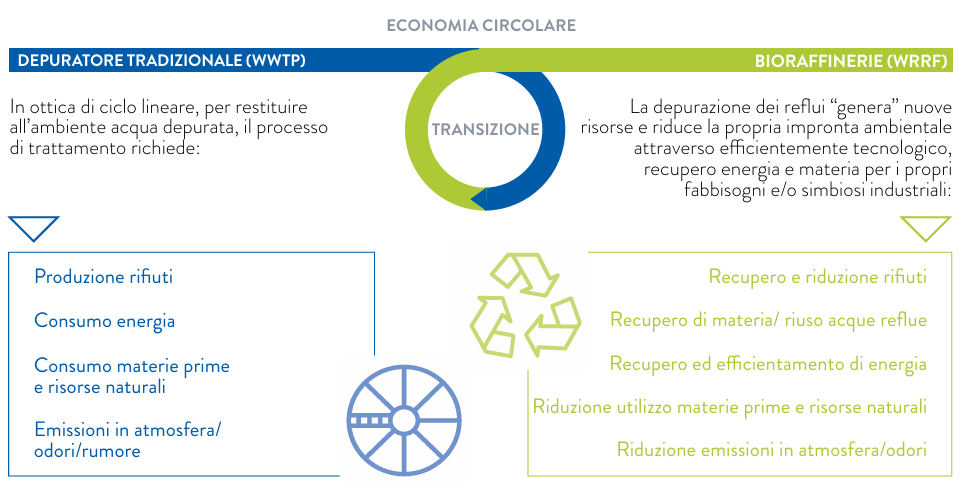 ECONOMIA CIRCOLARE
DEPURATORE TRADIZIONALE (WWTP)
BIORAFFINERIE (WRRF)
In ottica di ciclo lineare, per restituire
all’ambiente acqua depurata, il processo
di trattamento richiede:
TRANSIZIONE
La depurazione dei reflui “genera” nuove
risorse e riduce la propria impronta ambientale
attraverso efficientemente tecnologico,
recupero energia e materia per i propri
fabbisogni e/o simbiosi industriali:
Produzione rifiuti
Consumo energia
Consumo materie prime
e risorse naturali
Emissioni in atmosfera/
odori/rumore
Recupero e riduzione rifiuti
Recupero di materia/ riuso acque reflue
Recupero ed efficientamento di energia
Riduzione utilizzo materie prime e risorse naturali
Riduzione emissioni in atmosfera/odori